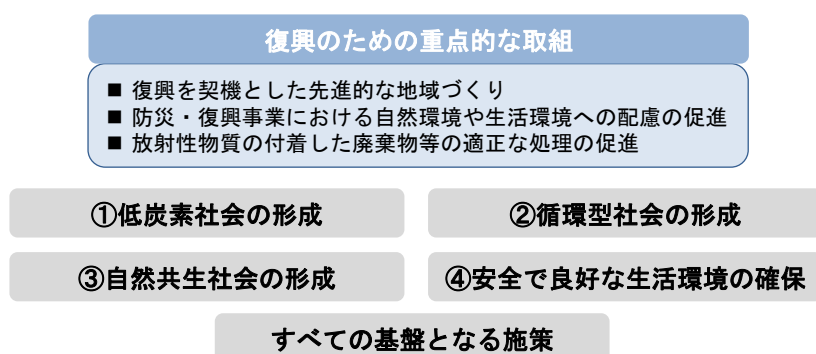 復興のための重点的な取組
■ 復興を契機とした先進的な地域づくり
■ 防災・復興事業における自然環境や生活環境への配慮の促進
■ 放射性物質の付着した廃棄物等の適正な処理の促進
①低炭素社会の形成
②循環型社会の形成
③自然共生社会の形成
④安全で良好な生活環境の確保
すべての基盤となる施策